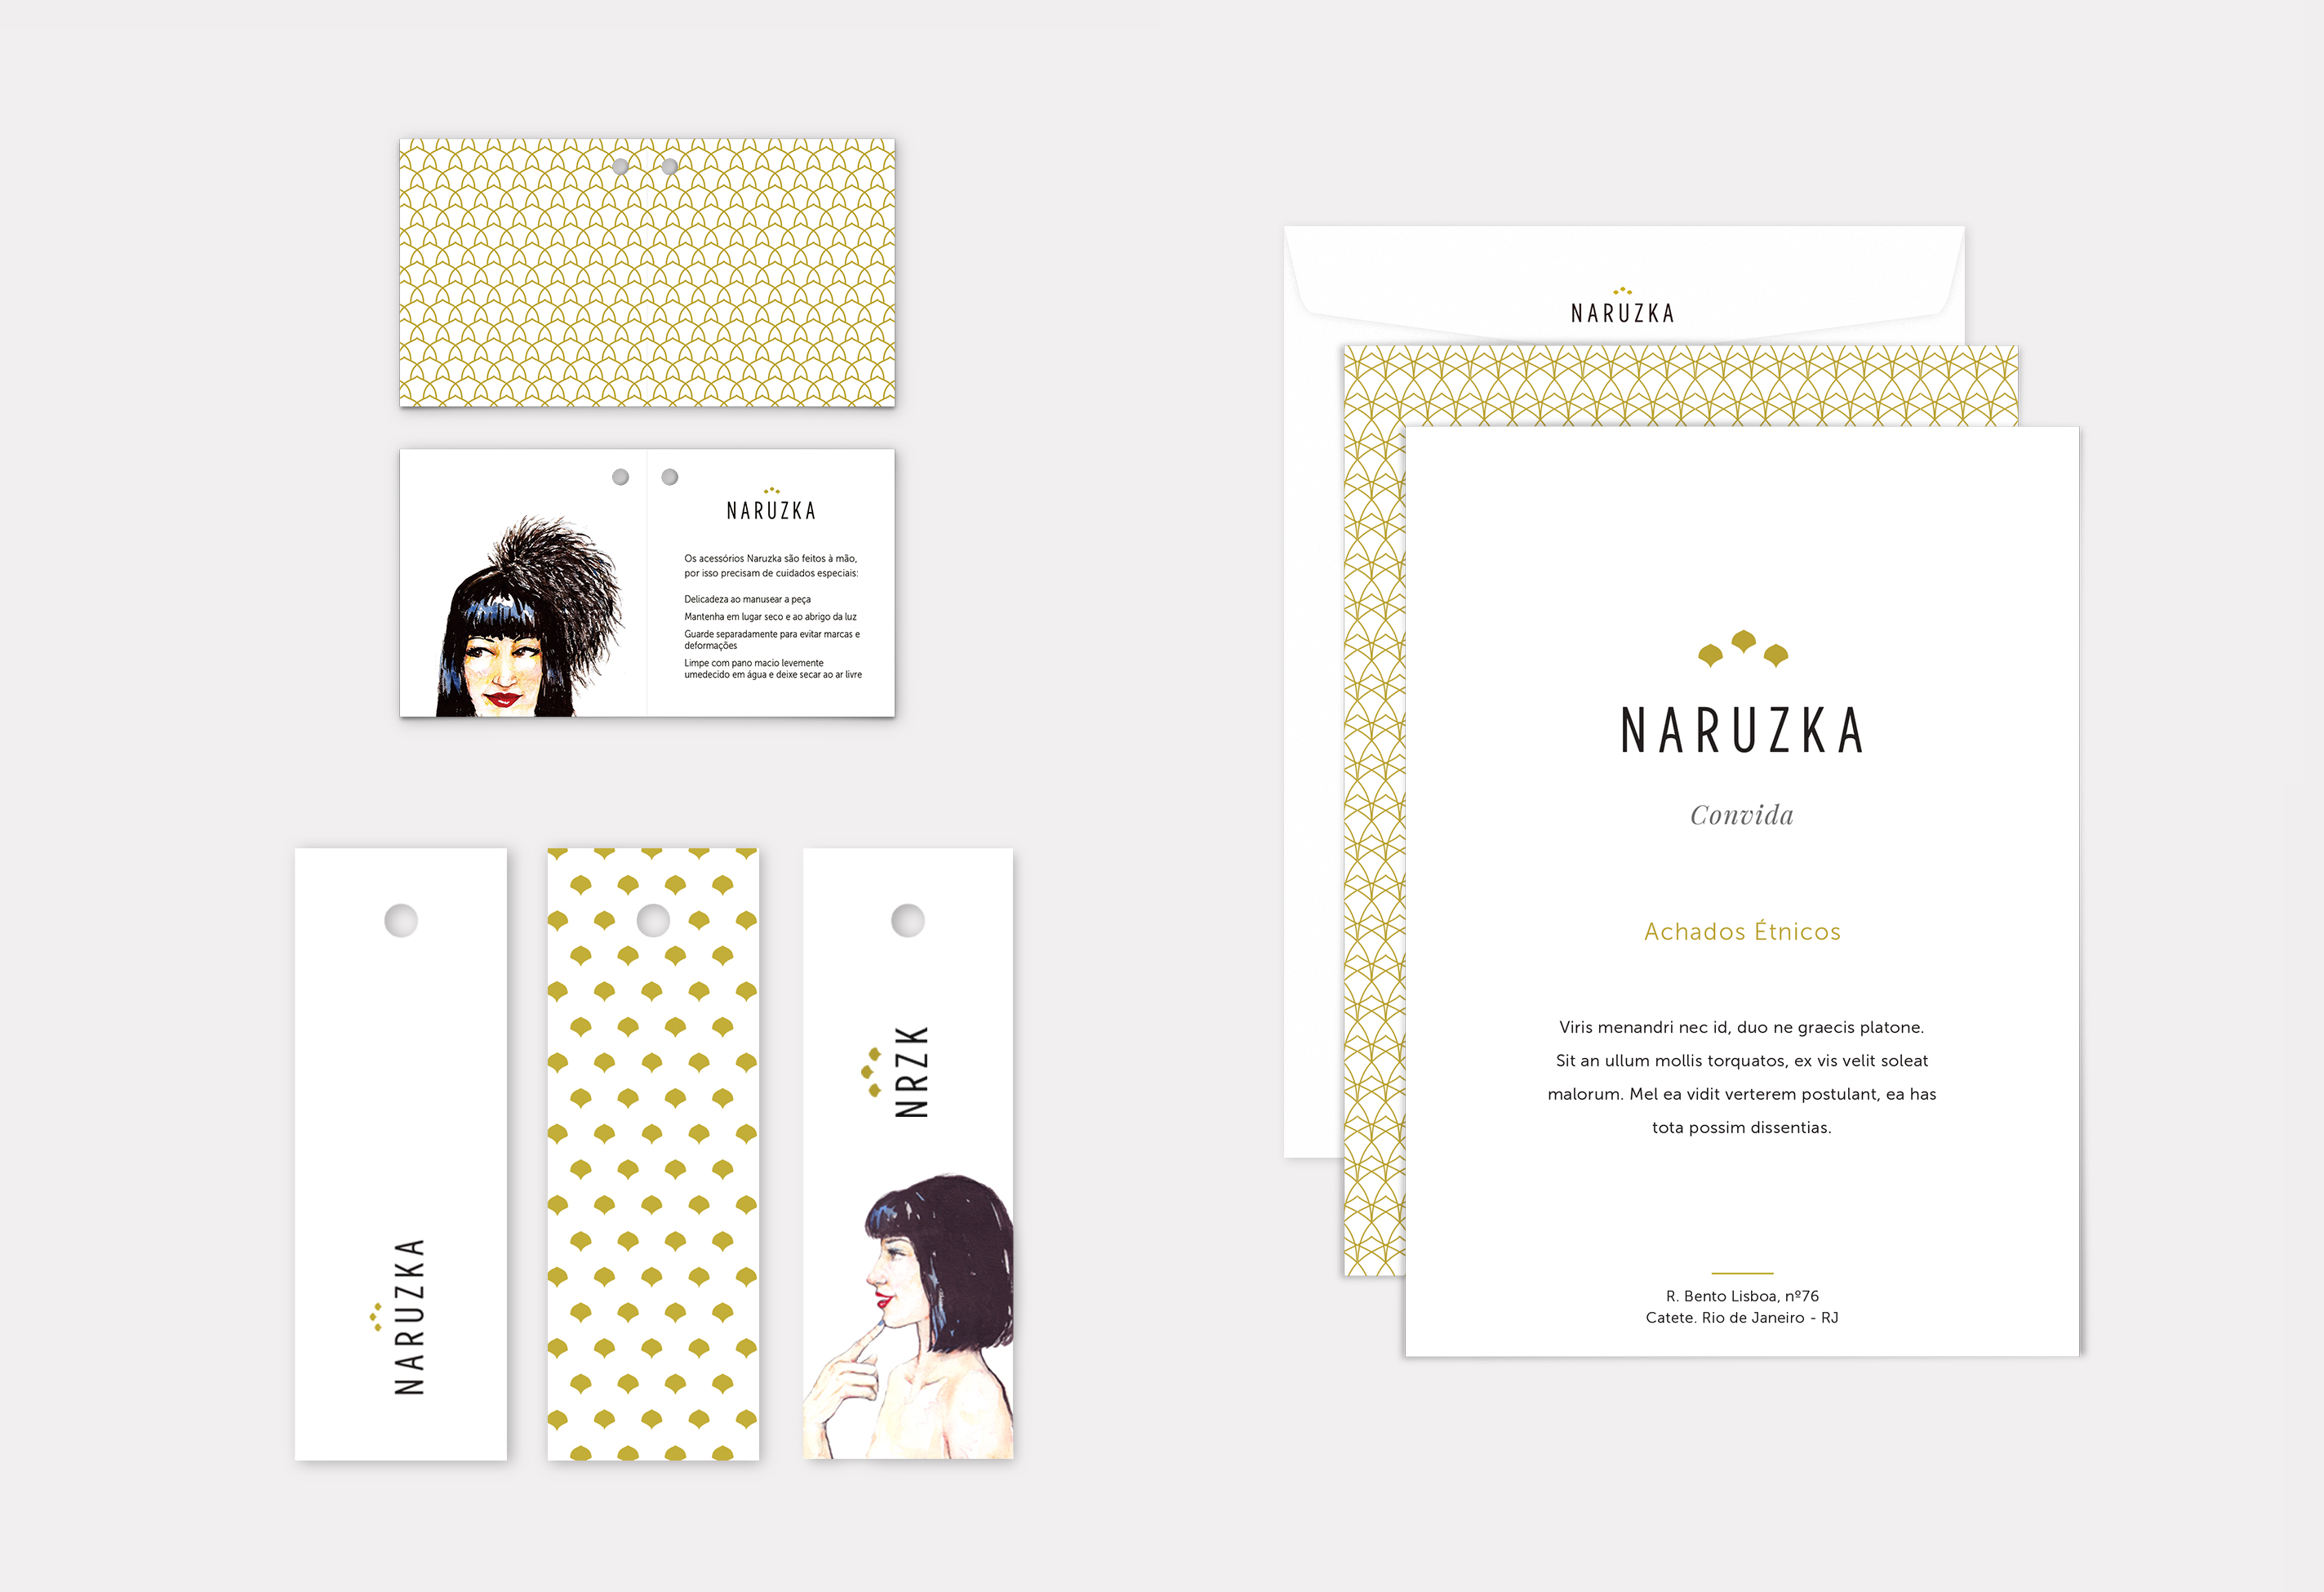 NARUZKA
Os acessórios Naruzka são feitos à mão,
por isso precisam de cuidados especiais:
Delicadeza ao manusear a peça
Mantenha em lugar seco e ao abrigo da luz
Guarde separadamente para evitar marcas e
deformações
Limpe com pano macio levemente
umedecido em água e deixe secar ao ar livre
NARUZKA
NRZK
NARUZKA
NARUZKA
Convida
Achados Étnicos
Viris menandri nec id, duo ne graecis platone.
Sit an ullum mollis torquatos, ex vis velit soleat
malorum. Mel ea vidit verterem postulant, ea has
tota possim dissentias.
R. Bento Lisboa, nº76
Catete. Rio de Janeiro - RJ